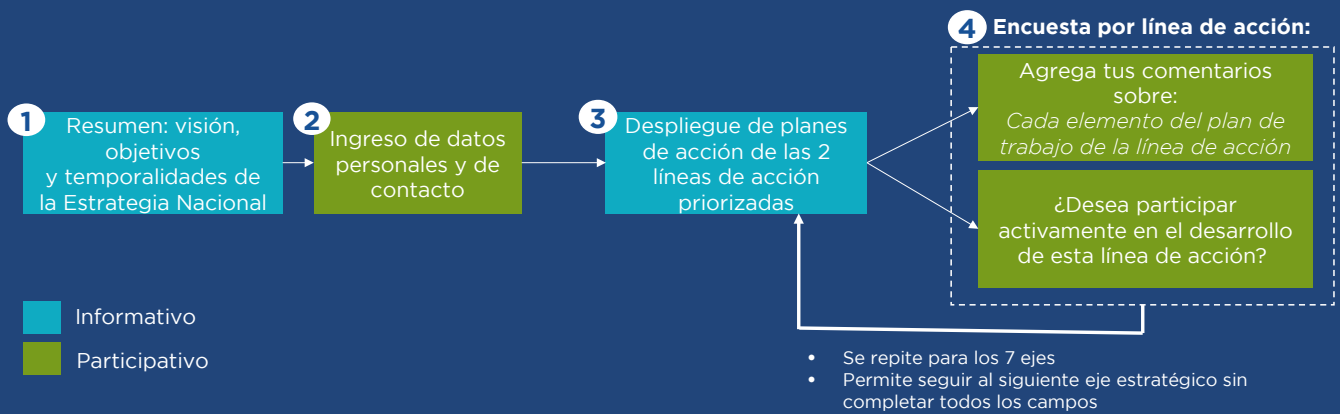 1
Resumen: visión,
objetivos
y temporalidades de
la Estrategia Nacional
2
Ingreso de datos
personales y de
contacto
3
Despliegue de planes
de acción de las 2
líneas de acción
priorizadas
4
Encuesta por línea de acción:
Agrega tus comentarios
sobre:
Cada elemento del plan de
trabajo de la línea de acción
¿Desea participar
activamente en el desarrollo
de esta línea de acción?
Informativo
Participativo
• Se repite para los 7 ejes
• Permite seguir al siguiente eje estratégico sin
completar todos los campos